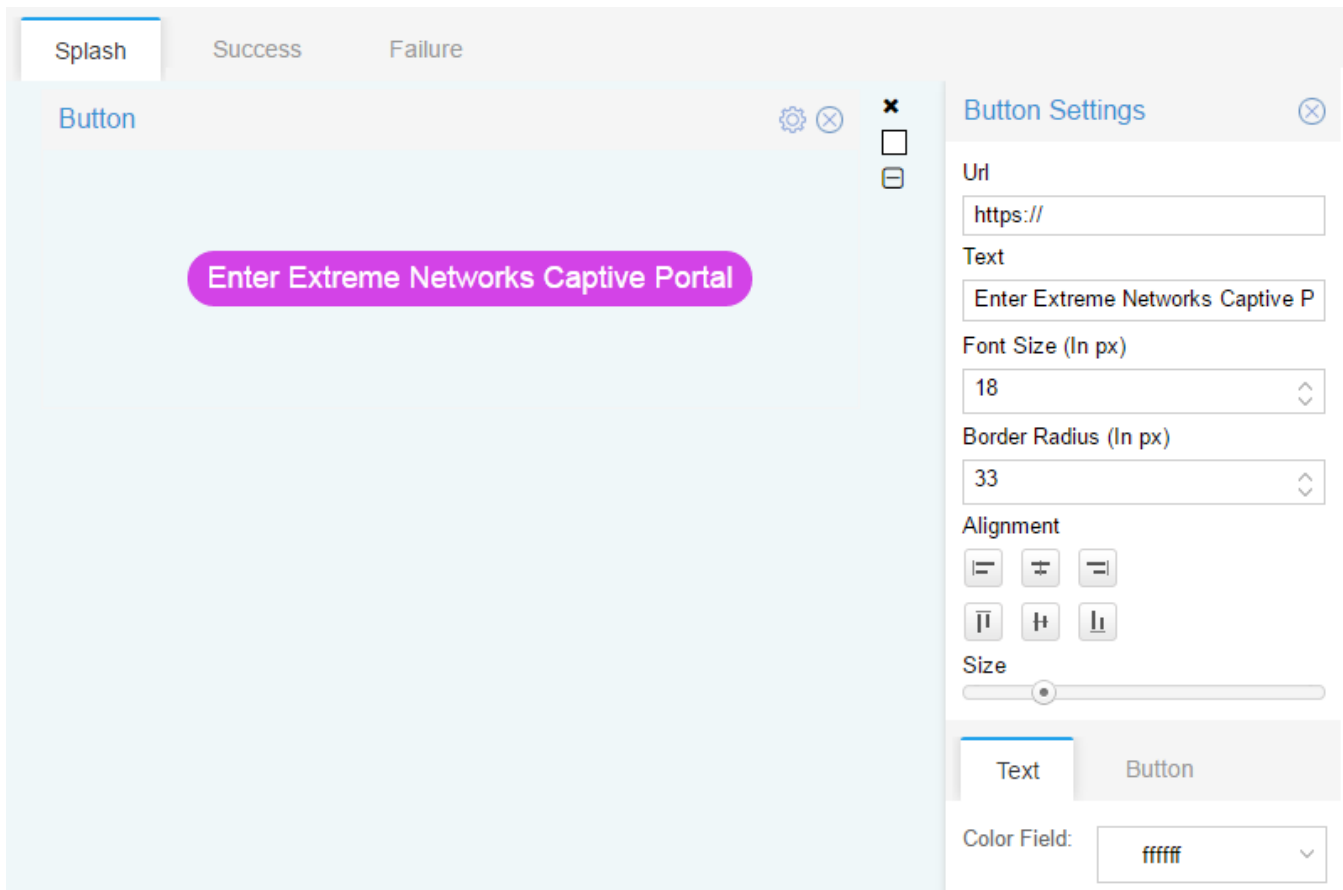 Splash Success Failure
Button
Enter Extreme Networks Captive Portal
Button Settings
Url
https://
Text
Enter Extreme Networks Captive P
Font Size (In px)
18
Border Radius (In px)
33
Alignment
Size
Text Button
Color Field:
ffffff